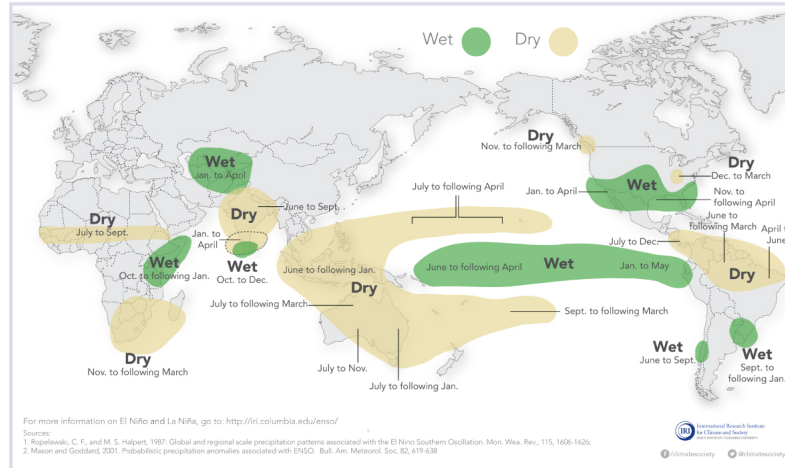 Wet
Dry
Dry
Nov. to following March
Dry
Dec. to March
Wet
Jan. to April
Jan. to April
Wet
Nov. to
following April
July to following April
Dry
June to Sept.
Dry
July to Sept.
Jan. to
April
July to Dec.
June to
following March
April t
June
Wet
Oct. to following Jan.
Wet
Oct. to Dec.
June to following Jan.
Dry
June to following April
Wet
Jan. to May
Dry
July to following March
Sept. to following March
Dry
Nov. to following March
July to Nov.
July to following Jan.
Wet
June to Sept.
Wet
Sept. to
following Jan.
For more information on El Niño and La Niña, go to: http://iri.columbia.edu/enso/
Sources:
1. Ropelewski, C. F., and M. S. Halpert, 1987: Global and regional scale precipitation patterns associated with the El Nino Southern Oscillation. Mon. Wea. Rev., 115, 1606-1626;
2. Mason and Goddard, 2001. Probabilistic precipitation anomalies associated with ENSO. Bull. Am. Meteorol. Soc. 82, 619-638
IRI
International Research Institute
for Climate and Society
/climatesociety
@climatesociety